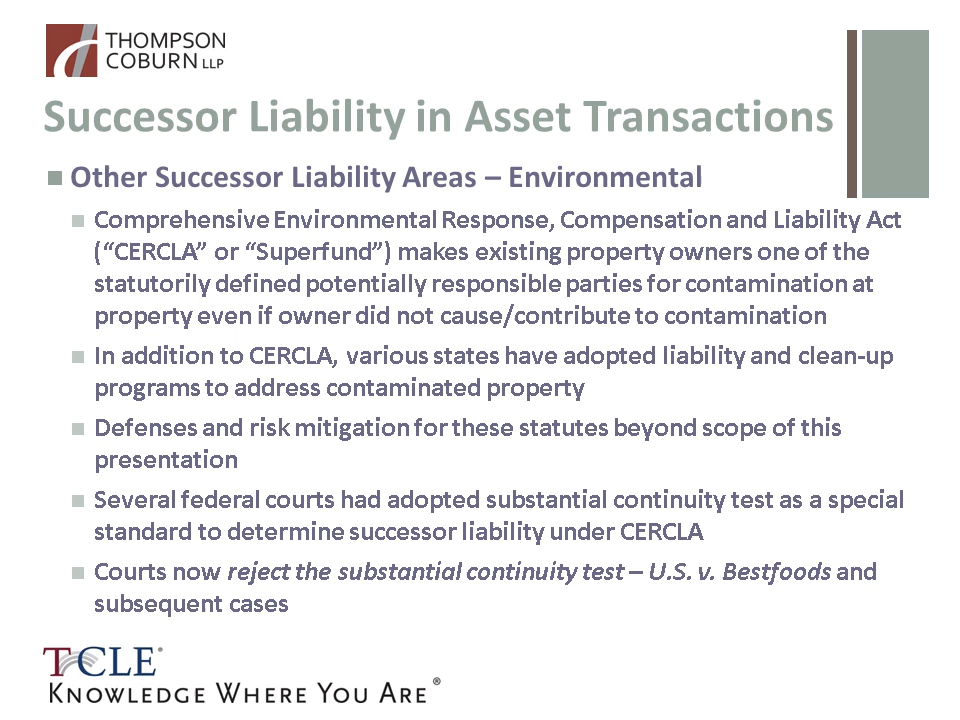 THOMPSON
COBURN LLP
Successor Liability in Asset Transactions
Other Successor Liability Areas – Environmental
Comprehensive Environmental Response, Compensation and Liability Act
(“CERCLA” or “Superfund”) makes existing property owners one of the
statutorily defined potentially responsible parties for contamination at
property even if owner did not cause/contribute to contamination
In addition to CERCLA, various states have adopted liability and clean-up
programs to address contaminated property
Defenses and risk mitigation for these statutes beyond scope of this
presentation
Several federal courts had adopted substantial continuity test as a special
standard to determine successor liability under CERCLA
Courts now reject the substantial continuity test – U.S. v. Bestfoods and
subsequent cases
TCCLE®
KNOWLEDGE WHERE YOU ARE®